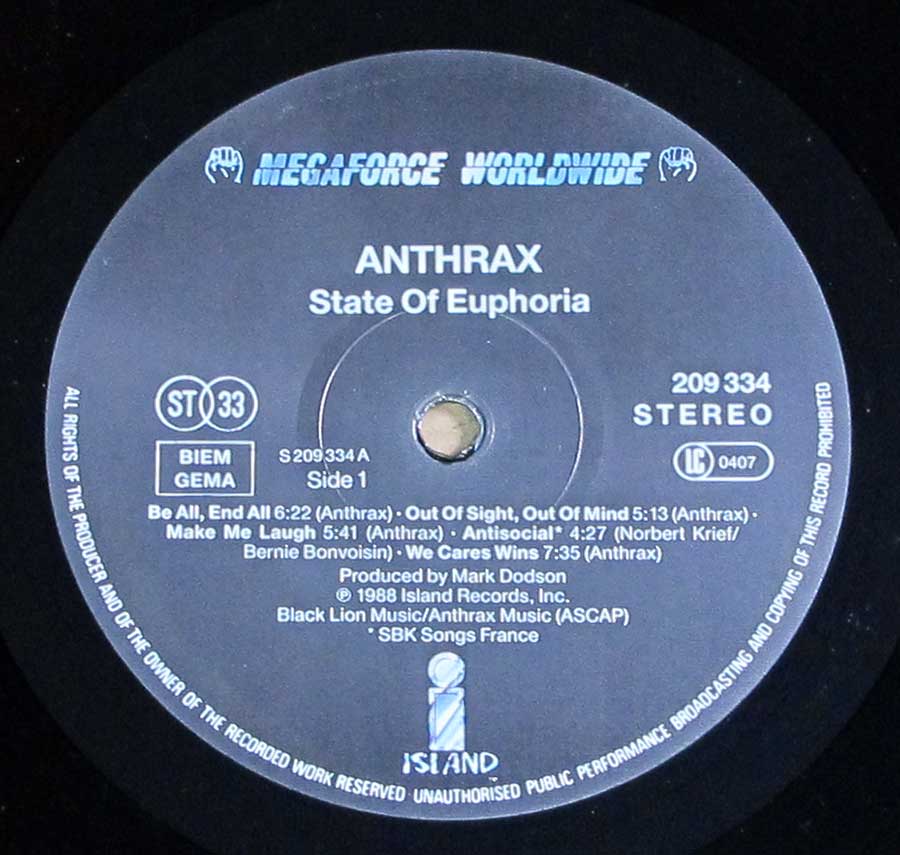 MEGAFORCE WORLDWIDE
ANTHRAX
State Of Euphoria
ST 33
209 334
STEREO
BIEM
GEMA
S 209 334 A
Side 1
LC 0407
Be All, End All 6:22 (Anthrax) · Out Of Sight, Out Of Mind 5:13 (Anthrax) ·
Make Me Laugh 5:41 (Anthrax) · Antisocial* 4:27 (Norbert Krief/
Bernie Bonvoisin) · We Cares Wins 7:35 (Anthrax)
Produced by Mark Dodson
℗ 1988 Island Records, Inc.
Black Lion Music/Anthrax Music (ASCAP)
* SBK Songs France
i
ISLAND
ALL RIGHTS OF THE PRODUCER AND OF THE OWNER OF THE RECORDED WORK RESERVED UNAUTHORISED PUBLIC PERFORMANCE BROADCASTING AND COPYING OF THIS RECORD PROHIBITED